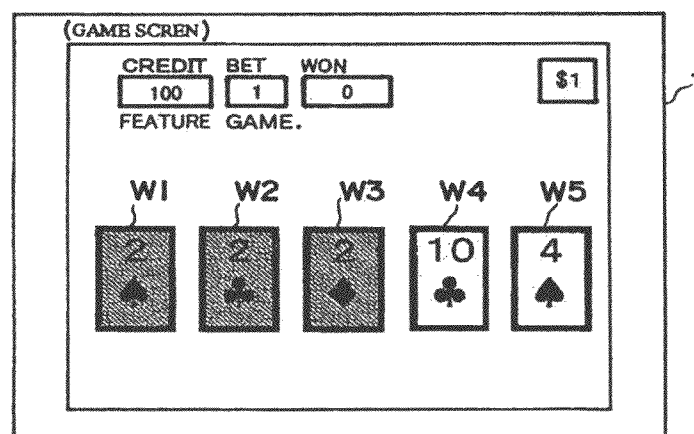 (GAME SCREN)
CREDIT BET WON
100 1 0 $1
FEATURE GAME.
W1 W2 W3 W4 W5
2 2 2 10 4